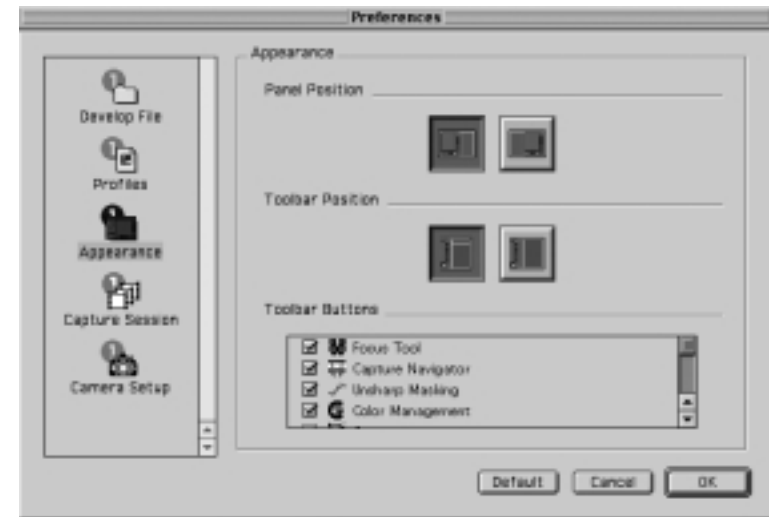 Preferences
Develop File
Profiles
Appearance
Capture Session
Camera Setup
Appearance
Panel Position
Toolbar Position
Toolbar Buttons
Focus Tool
Capture Navigator
Unsharp Masking
Color Management
Default
Cancel
OK